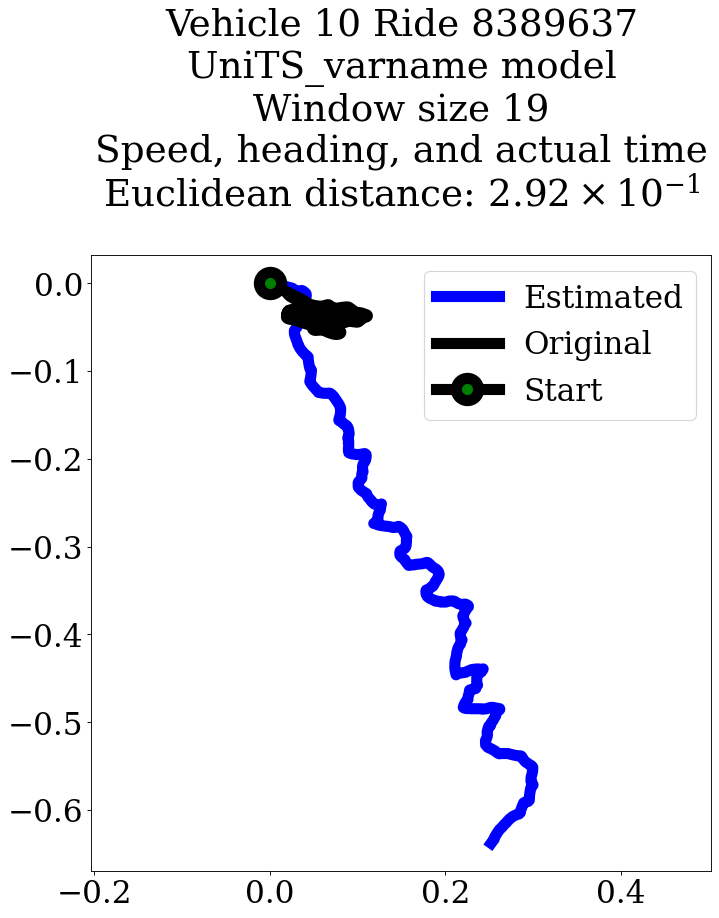 Vehicle 10 Ride 8389637
UniTS_varname model
Window size 19
Speed, heading, and actual time
Euclidean distance: 2.92 × 10⁻¹
Estimated
Original
Start
0.0
−0.1
−0.2
−0.3
−0.4
−0.5
−0.6
−0.2 0.0 0.2 0.4